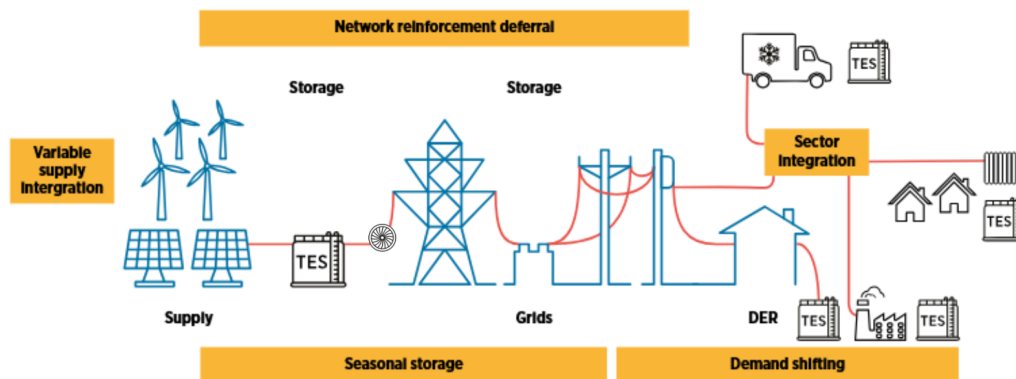 Network reinforcement deferral
Storage
Storage
TES
Variable
supply
intergration
Sector
integration
TES
TES
TES
TES
TES
Supply
Grids
DER
Seasonal storage
Demand shifting